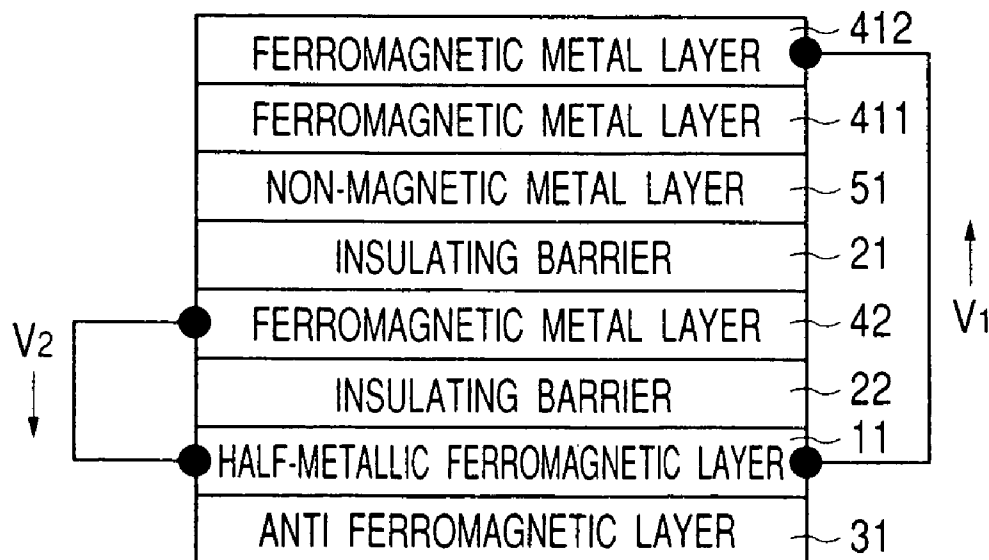 FERROMAGNETIC METAL LAYER 412
FERROMAGNETIC METAL LAYER 411
NON-MAGNETIC METAL LAYER 51
INSULATING BARRIER 21
FERROMAGNETIC METAL LAYER 42
INSULATING BARRIER 22
HALF-METALLIC FERROMAGNETIC LAYER 11
ANTI FERROMAGNETIC LAYER 31
V2
V1